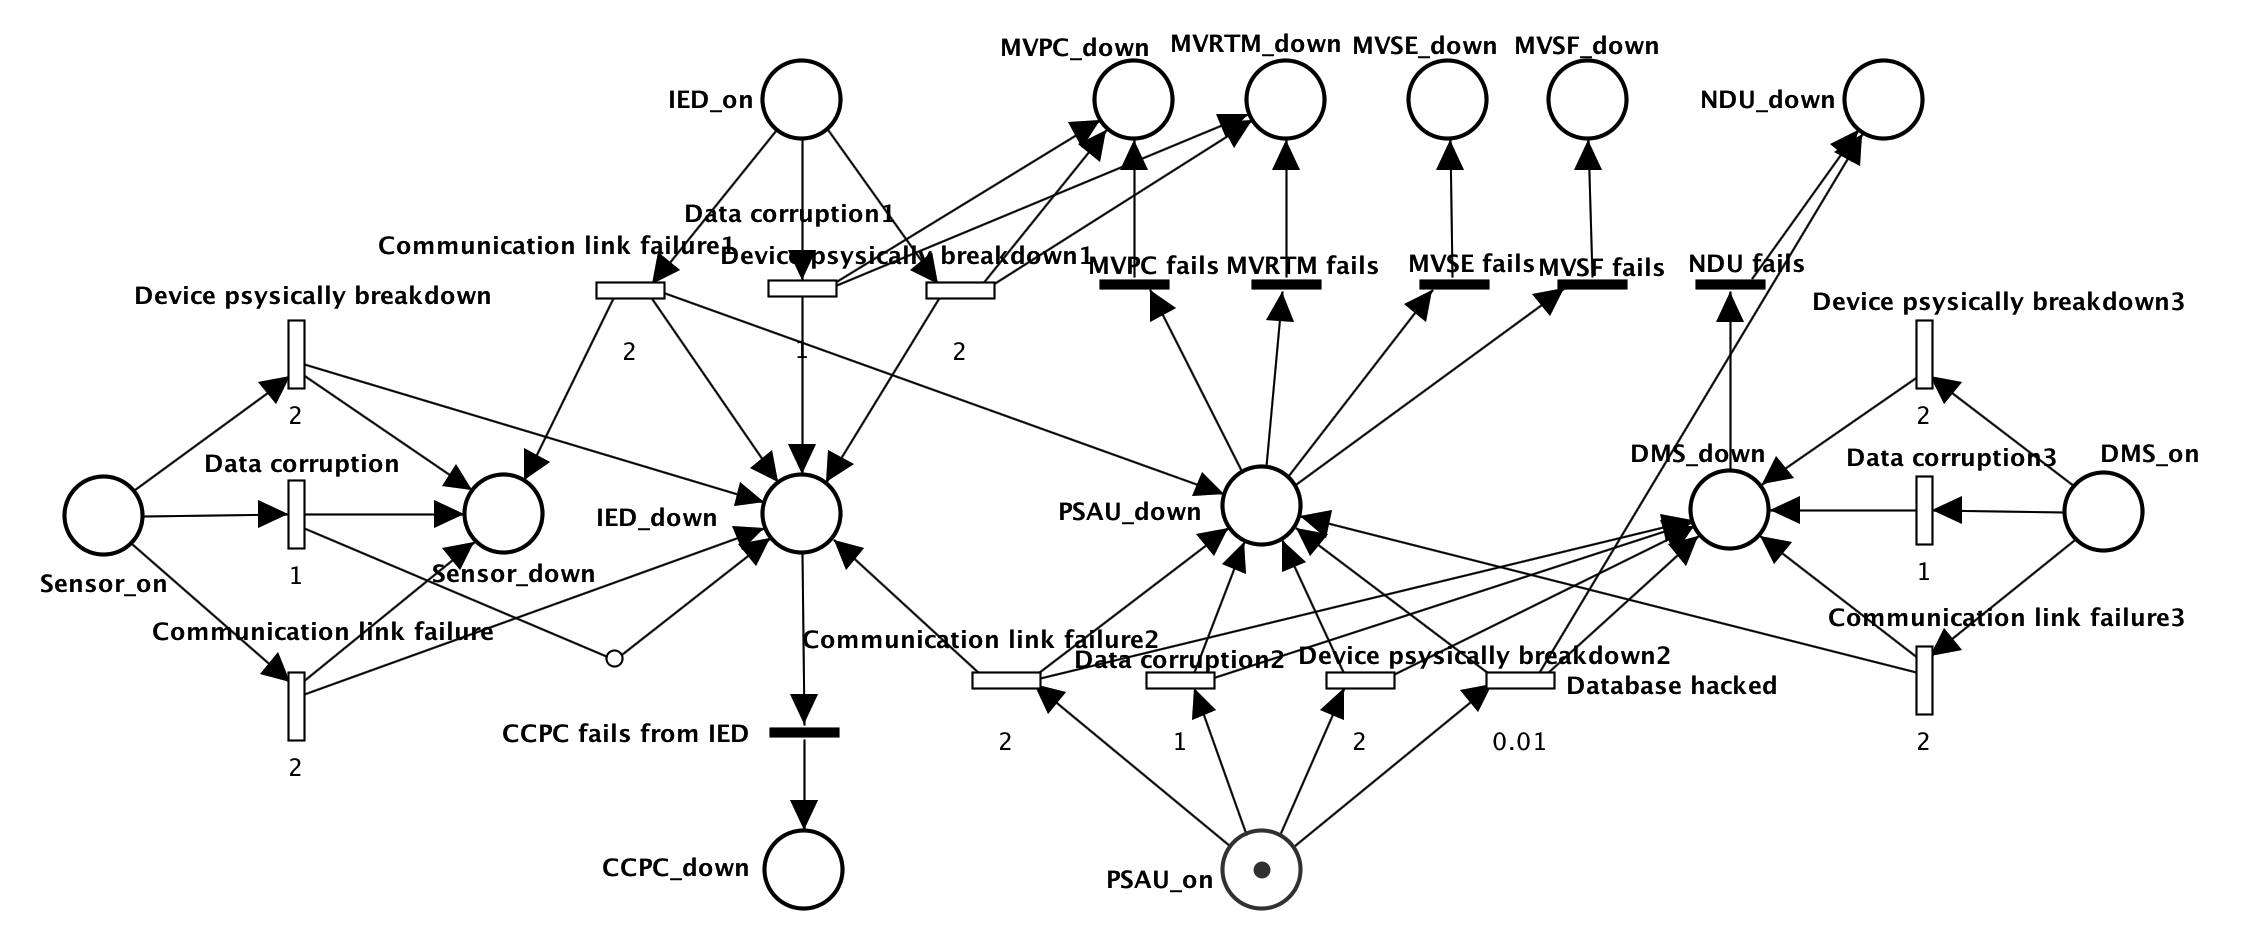 MVPC_down
MVRTM_down
MVSE_down
MVSF_down
IED_on
NDU_down
Data corruption1
Communication link failure1
Device psysically breakdown1
MVPC fails
MVRTM fails
MVSE fails
MVSF fails
NDU fails
Device psysically breakdown
Device psysically breakdown3
2
1
2
2
2
Data corruption
DMS_down
Data corruption3
DMS_on
IED_down
PSAU_down
Sensor_on
1
Sensor_down
1
Communication link failure
Communication link failure2
Data corruption2
Device psysically breakdown2
Database hacked
Communication link failure3
CCPC fails from IED
2
2
1
2
0.01
2
CCPC_down
PSAU_on